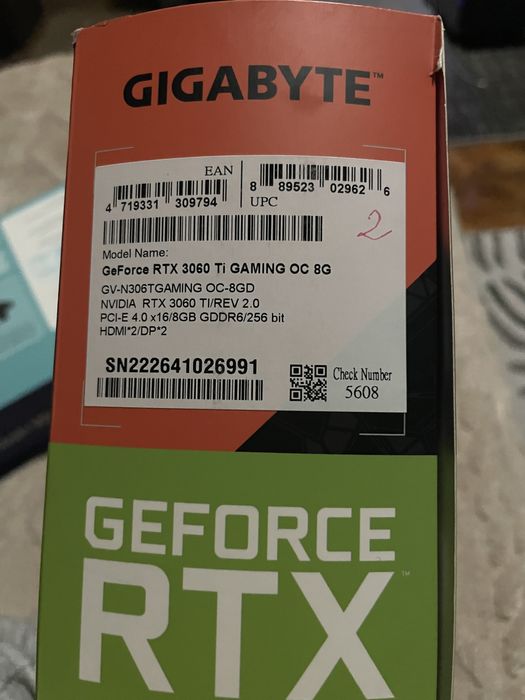 GIGABYTE™
EAN
4 719331 309794
8 89523 02962 6
UPC
2
Model Name:
GeForce RTX 3060 Ti GAMING OC 8G
GV-N306TGAMING OC-8GD
NVIDIA RTX 3060 TI/REV 2.0
PCI-E 4.0 x16/8GB GDDR6/256 bit
HDMI*2/DP*2
SN222641026991
Check Number
5608
GEFORCE
RTX™